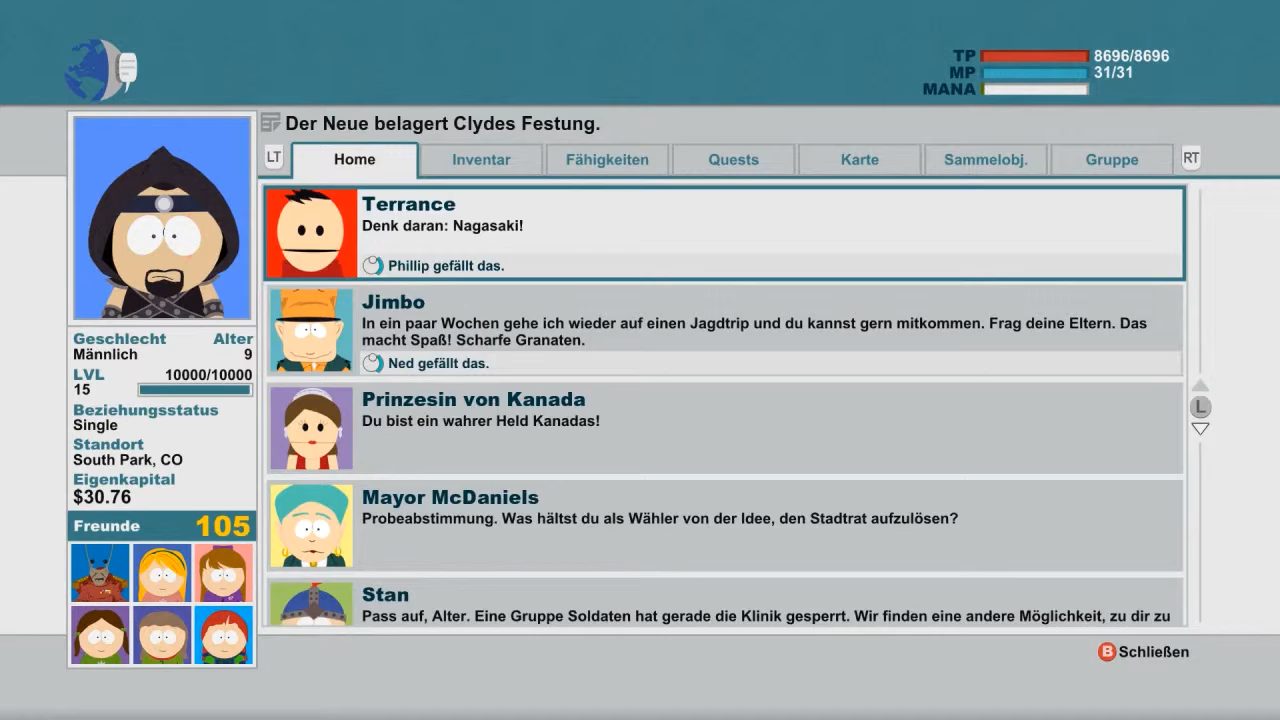 TP 8696/8696
MP 31/31
MANA
Der Neue belagert Clydes Festung.
LT Home Inventar Fähigkeiten Quests Karte Sammelobj. Gruppe RT
Geschlecht Alter
Männlich 9
LVL 10000/10000
15
Beziehungsstatus
Single
Standort
South Park, CO
Eigenkapital
$30.76
Freunde 105
Terrance
Denk daran: Nagasaki!
Phillip gefällt das.
Jimbo
In ein paar Wochen gehe ich wieder auf einen Jagdtrip und du kannst gern mitkommen. Frag deine Eltern. Das
macht Spaß! Scharfe Granaten.
Ned gefällt das.
Prinzesin von Kanada
Du bist ein wahrer Held Kanadas!
Mayor McDaniels
Probeabstimmung. Was hältst du als Wähler von der Idee, den Stadtrat aufzulösen?
Stan
Pass auf, Alter. Eine Gruppe Soldaten hat gerade die Klinik gesperrt. Wir finden eine andere Möglichkeit, zu dir zu
L
B Schließen